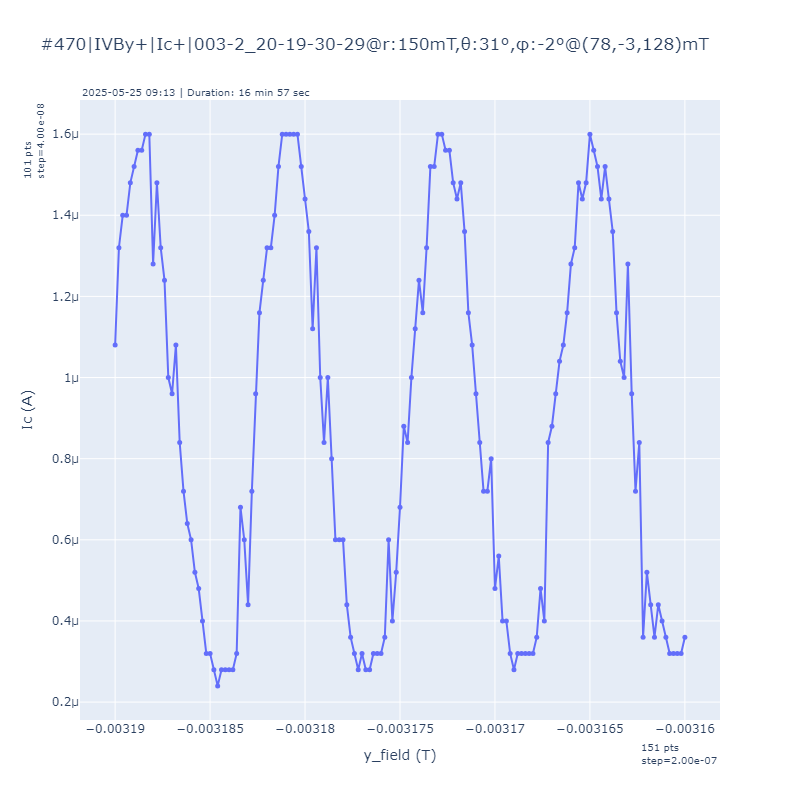 #470|IVBy+|Ic+|003-2_20-19-30-29@r:150mT,θ:31°,φ:-2°@(78,-3,128)mT
2025-05-25 09:13 | Duration: 16 min 57 sec
101 pts
step=4.00e-08
1.6μ
1.4μ
1.2μ
1μ
0.8μ
0.6μ
0.4μ
0.2μ
Ic (A)
−0.00319
−0.003185
−0.00318
−0.003175
−0.00317
−0.003165
−0.00316
y_field (T)
151 pts
step=2.00e-07